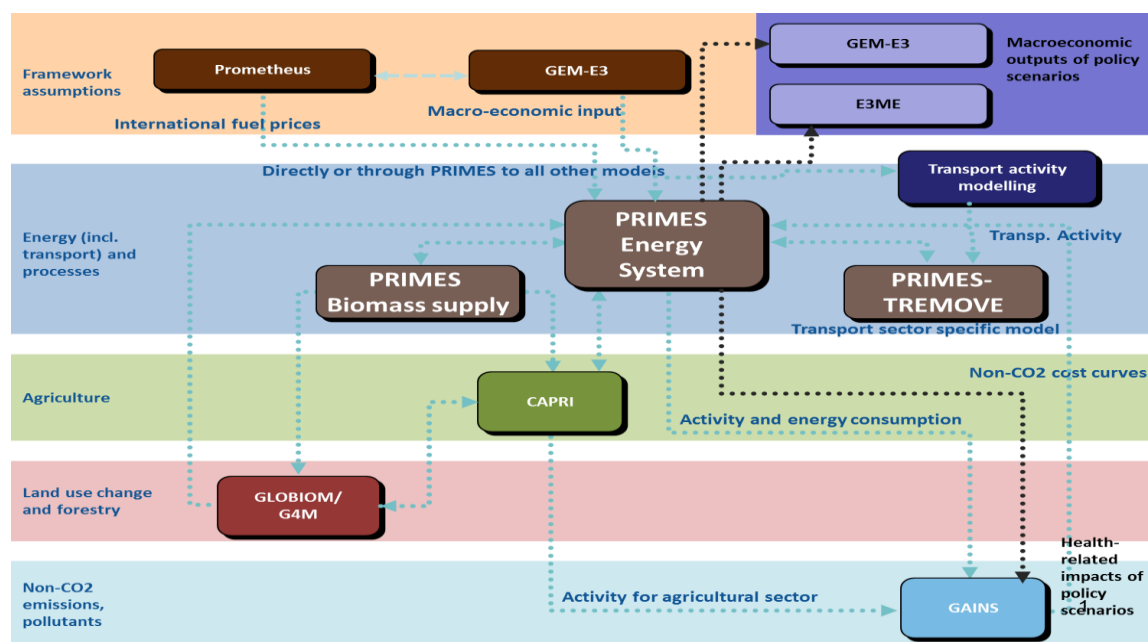 Framework
assumptions
Prometheus
GEM-E3
International fuel prices
Macro-economic input
GEM-E3
E3ME
Macroeconomic
outputs of policy
scenarios
Directly or through PRIMES to all other models
Transport activity
modelling
Energy (incl.
transport) and
processes
PRIMES
Energy
System
Transp. Activity
PRIMES
Biomass supply
PRIMES-
TREMOVE
Transport sector specific model
Agriculture
CAPRI
Non-CO2 cost curves
Activity and energy consumption
Land use change
and forestry
GLOBIOM/
G4M
Non-CO2
emissions,
pollutants
Activity for agricultural sector
GAINS
Health-
related
impacts of
policy
scenarios
1